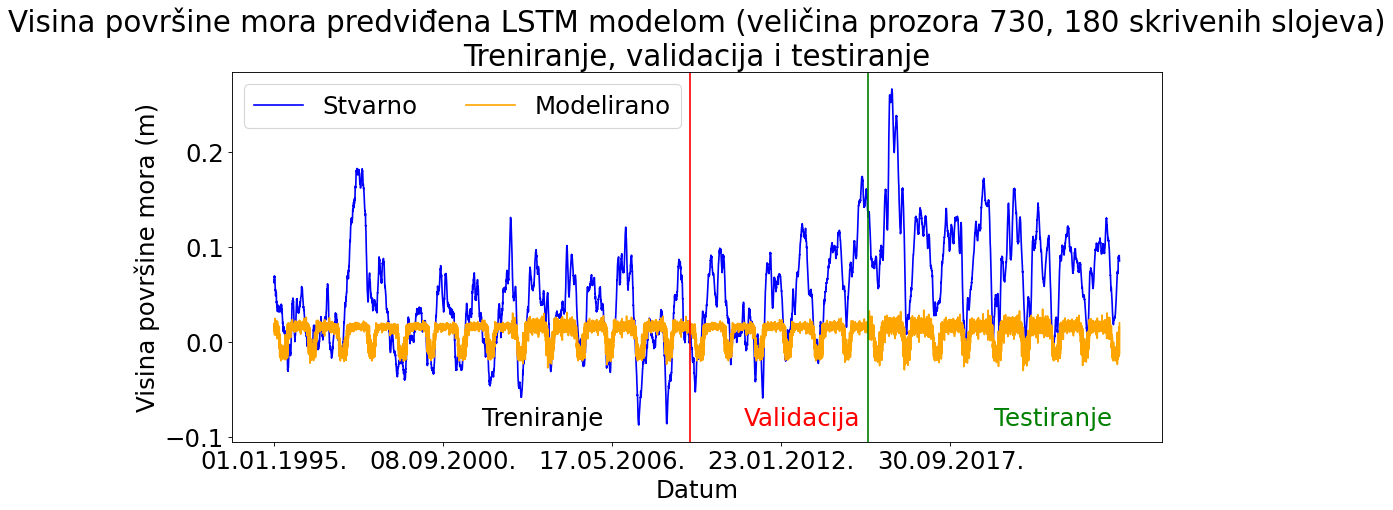 Visina površine mora predviđena LSTM modelom (veličina prozora 730, 180 skrivenih slojeva)
Treniranje, validacija i testiranje
Stvarno
Modelirano
Visina površine mora (m)
0.2
0.1
0.0
−0.1
Treniranje
Validacija
Testiranje
01.01.1995.
08.09.2000.
17.05.2006.
23.01.2012.
30.09.2017.
Datum